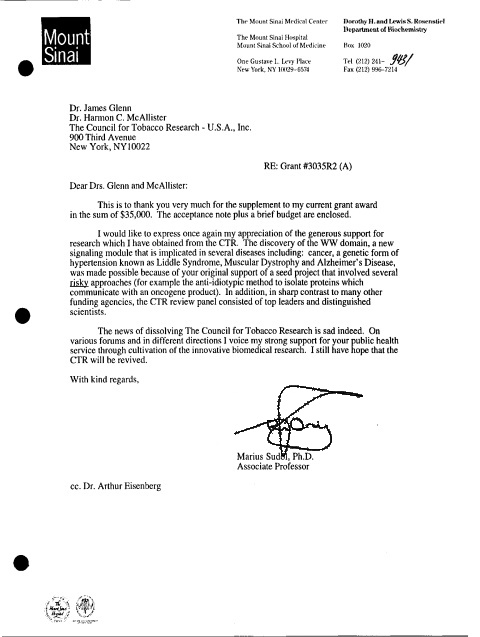 Mount
Sinai
The Mount Sinai Medical Center
The Mount Sinai Hospital
Mount Sinai School of Medicine
One Gustave L. Levy Place
New York, NY 10029-6574
Dorothy H. and Lewis S. Rosenstiel
Department of Biochemistry
Box 1020
Tel (212) 241- 9431
Fax (212) 996-7214
Dr. James Glenn
Dr. Harmon C. McAllister
The Council for Tobacco Research - U.S.A., Inc.
900 Third Avenue
New York, NY10022
RE: Grant #3035R2 (A)
Dear Drs. Glenn and McAllister:
This is to thank you very much for the supplement to my current grant award
in the sum of $35,000. The acceptance note plus a brief budget are enclosed.
I would like to express once again my appreciation of the generous support for
research which I have obtained from the CTR. The discovery of the WW domain, a new
signaling module that is implicated in several diseases including: cancer, a genetic form of
hypertension known as Liddle Syndrome, Muscular Dystrophy and Alzheimer's Disease,
was made possible because of your original support of a seed project that involved several
risky approaches (for example the anti-idiotypic method to isolate proteins which
communicate with an oncogene product). In addition, in sharp contrast to many other
funding agencies, the CTR review panel consisted of top leaders and distinguished
scientists.
The news of dissolving The Council for Tobacco Research is sad indeed. On
various forums and in different directions I voice my strong support for your public health
service through cultivation of the innovative biomedical research. I still have hope that the
CTR will be revived.
With kind regards,
Marius Sudol, Ph.D.
Associate Professor
cc. Dr. Arthur Eisenberg